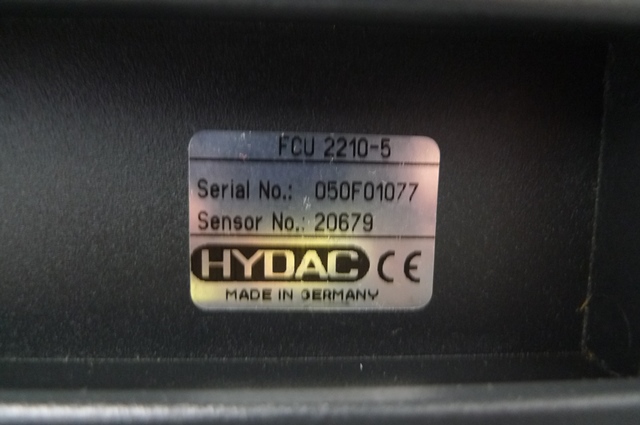 FCU 2210-5
Serial No.: 050F01077
Sensor No.: 20679
HYDAC CE
MADE IN GERMANY